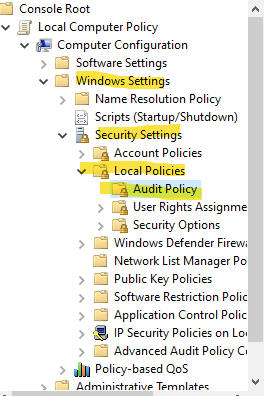 Console Root
Local Computer Policy
Computer Configuration
Software Settings
Windows Settings
Name Resolution Policy
Scripts (Startup/Shutdown)
Security Settings
Account Policies
Local Policies
Audit Policy
User Rights Assignme
Security Options
Windows Defender Firew
Network List Manager Po
Public Key Policies
Software Restriction Polic
Application Control Polic
IP Security Policies on Loc
Advanced Audit Policy Co
Policy-based QoS
Administrative Templates